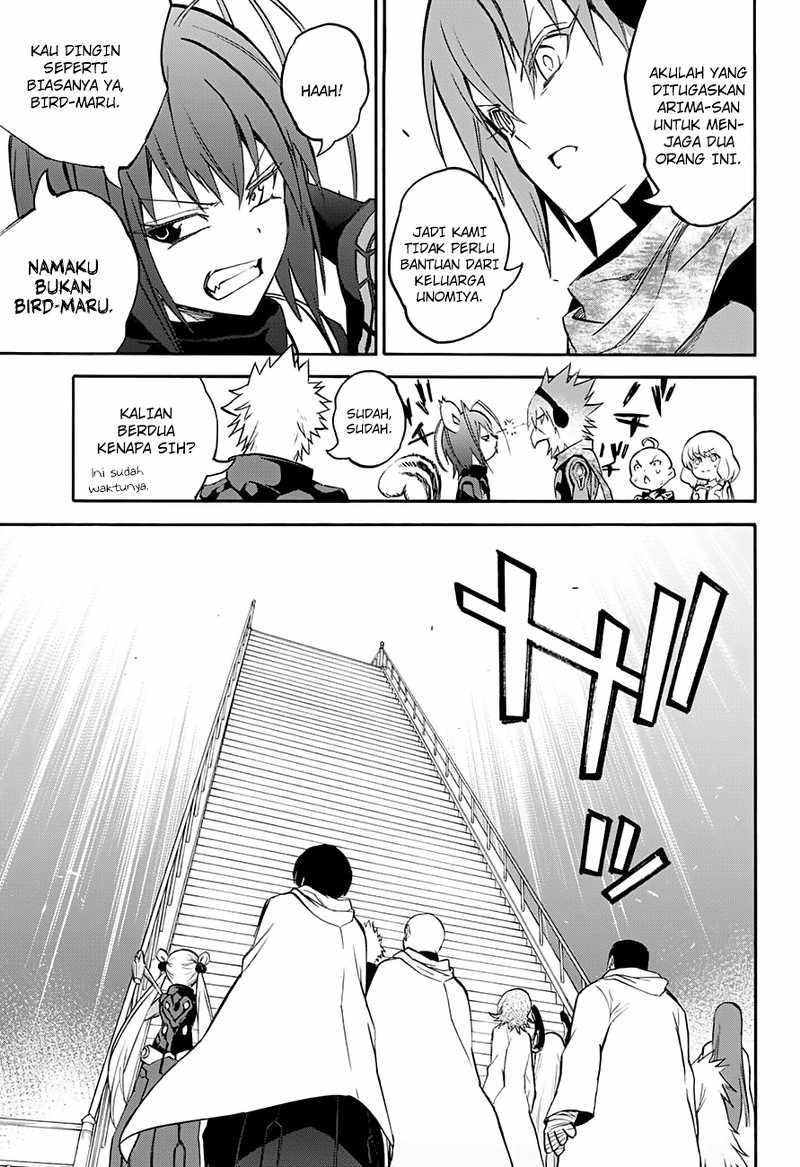 AKULAH YANG
DITUGASKAN
ARIMA-SAN
UNTUK MEN-
JAGA DUA
ORANG INI.
JADI KAMI
TIDAK PERLU
BANTUAN DARI
KELUARGA
UNOMIYA.
HAAH!
KAU DINGIN
SEPERTI
BIASANYA YA,
BIRD-MARU.
NAMAKU
BUKAN
BIRD-MARU.
SUDAH,
SUDAH.
KALIAN
BERDUA
KENAPA SIH?
Ini sudah
waktunya.
ザッ